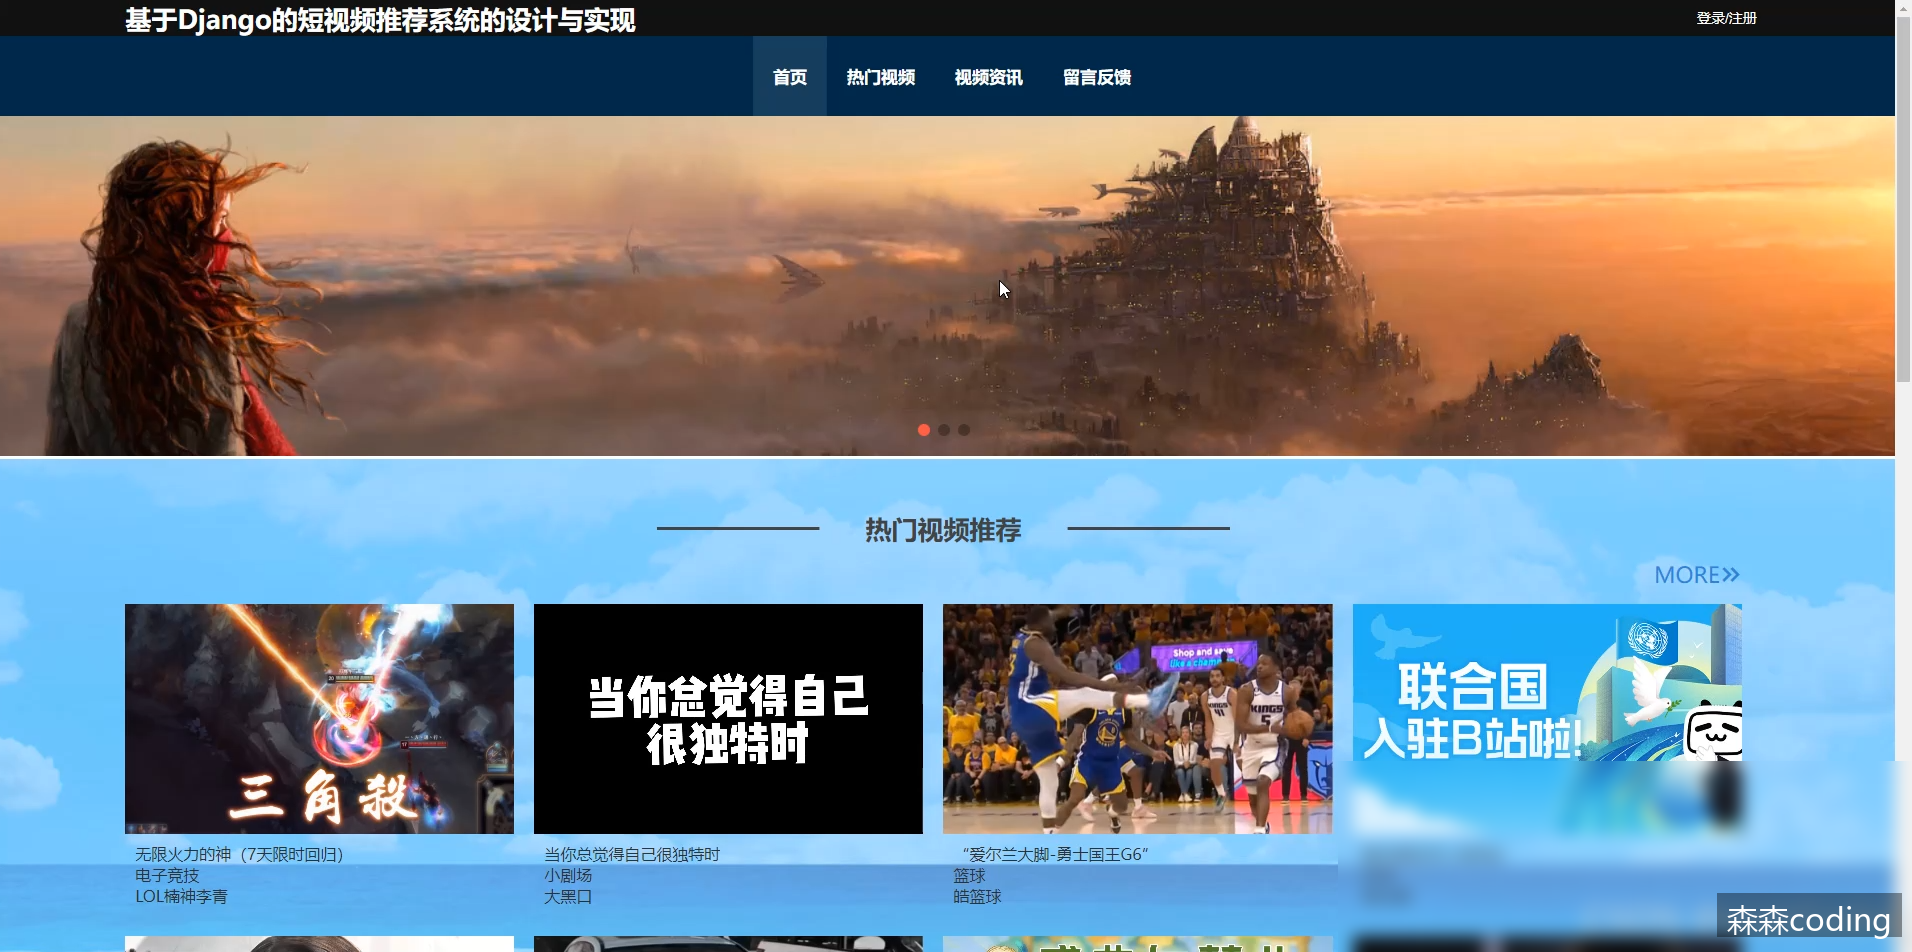 基于Django的短视频推荐系统的设计与实现
登录/注册
首页
热门视频
视频资讯
留言反馈
热门视频推荐
MORE
三角殺
当你总觉得自己
很独特时
Shop and save
Like a champion
KINGS
5
联合国
入驻B站啦!
无限火力的神（7天限时回归）
电子竞技
LOL楠神李青
当你总觉得自己很独特时
小剧场
大黑口
“爱尔兰大脚-勇士国王G6”
篮球
皓篮球
森森coding